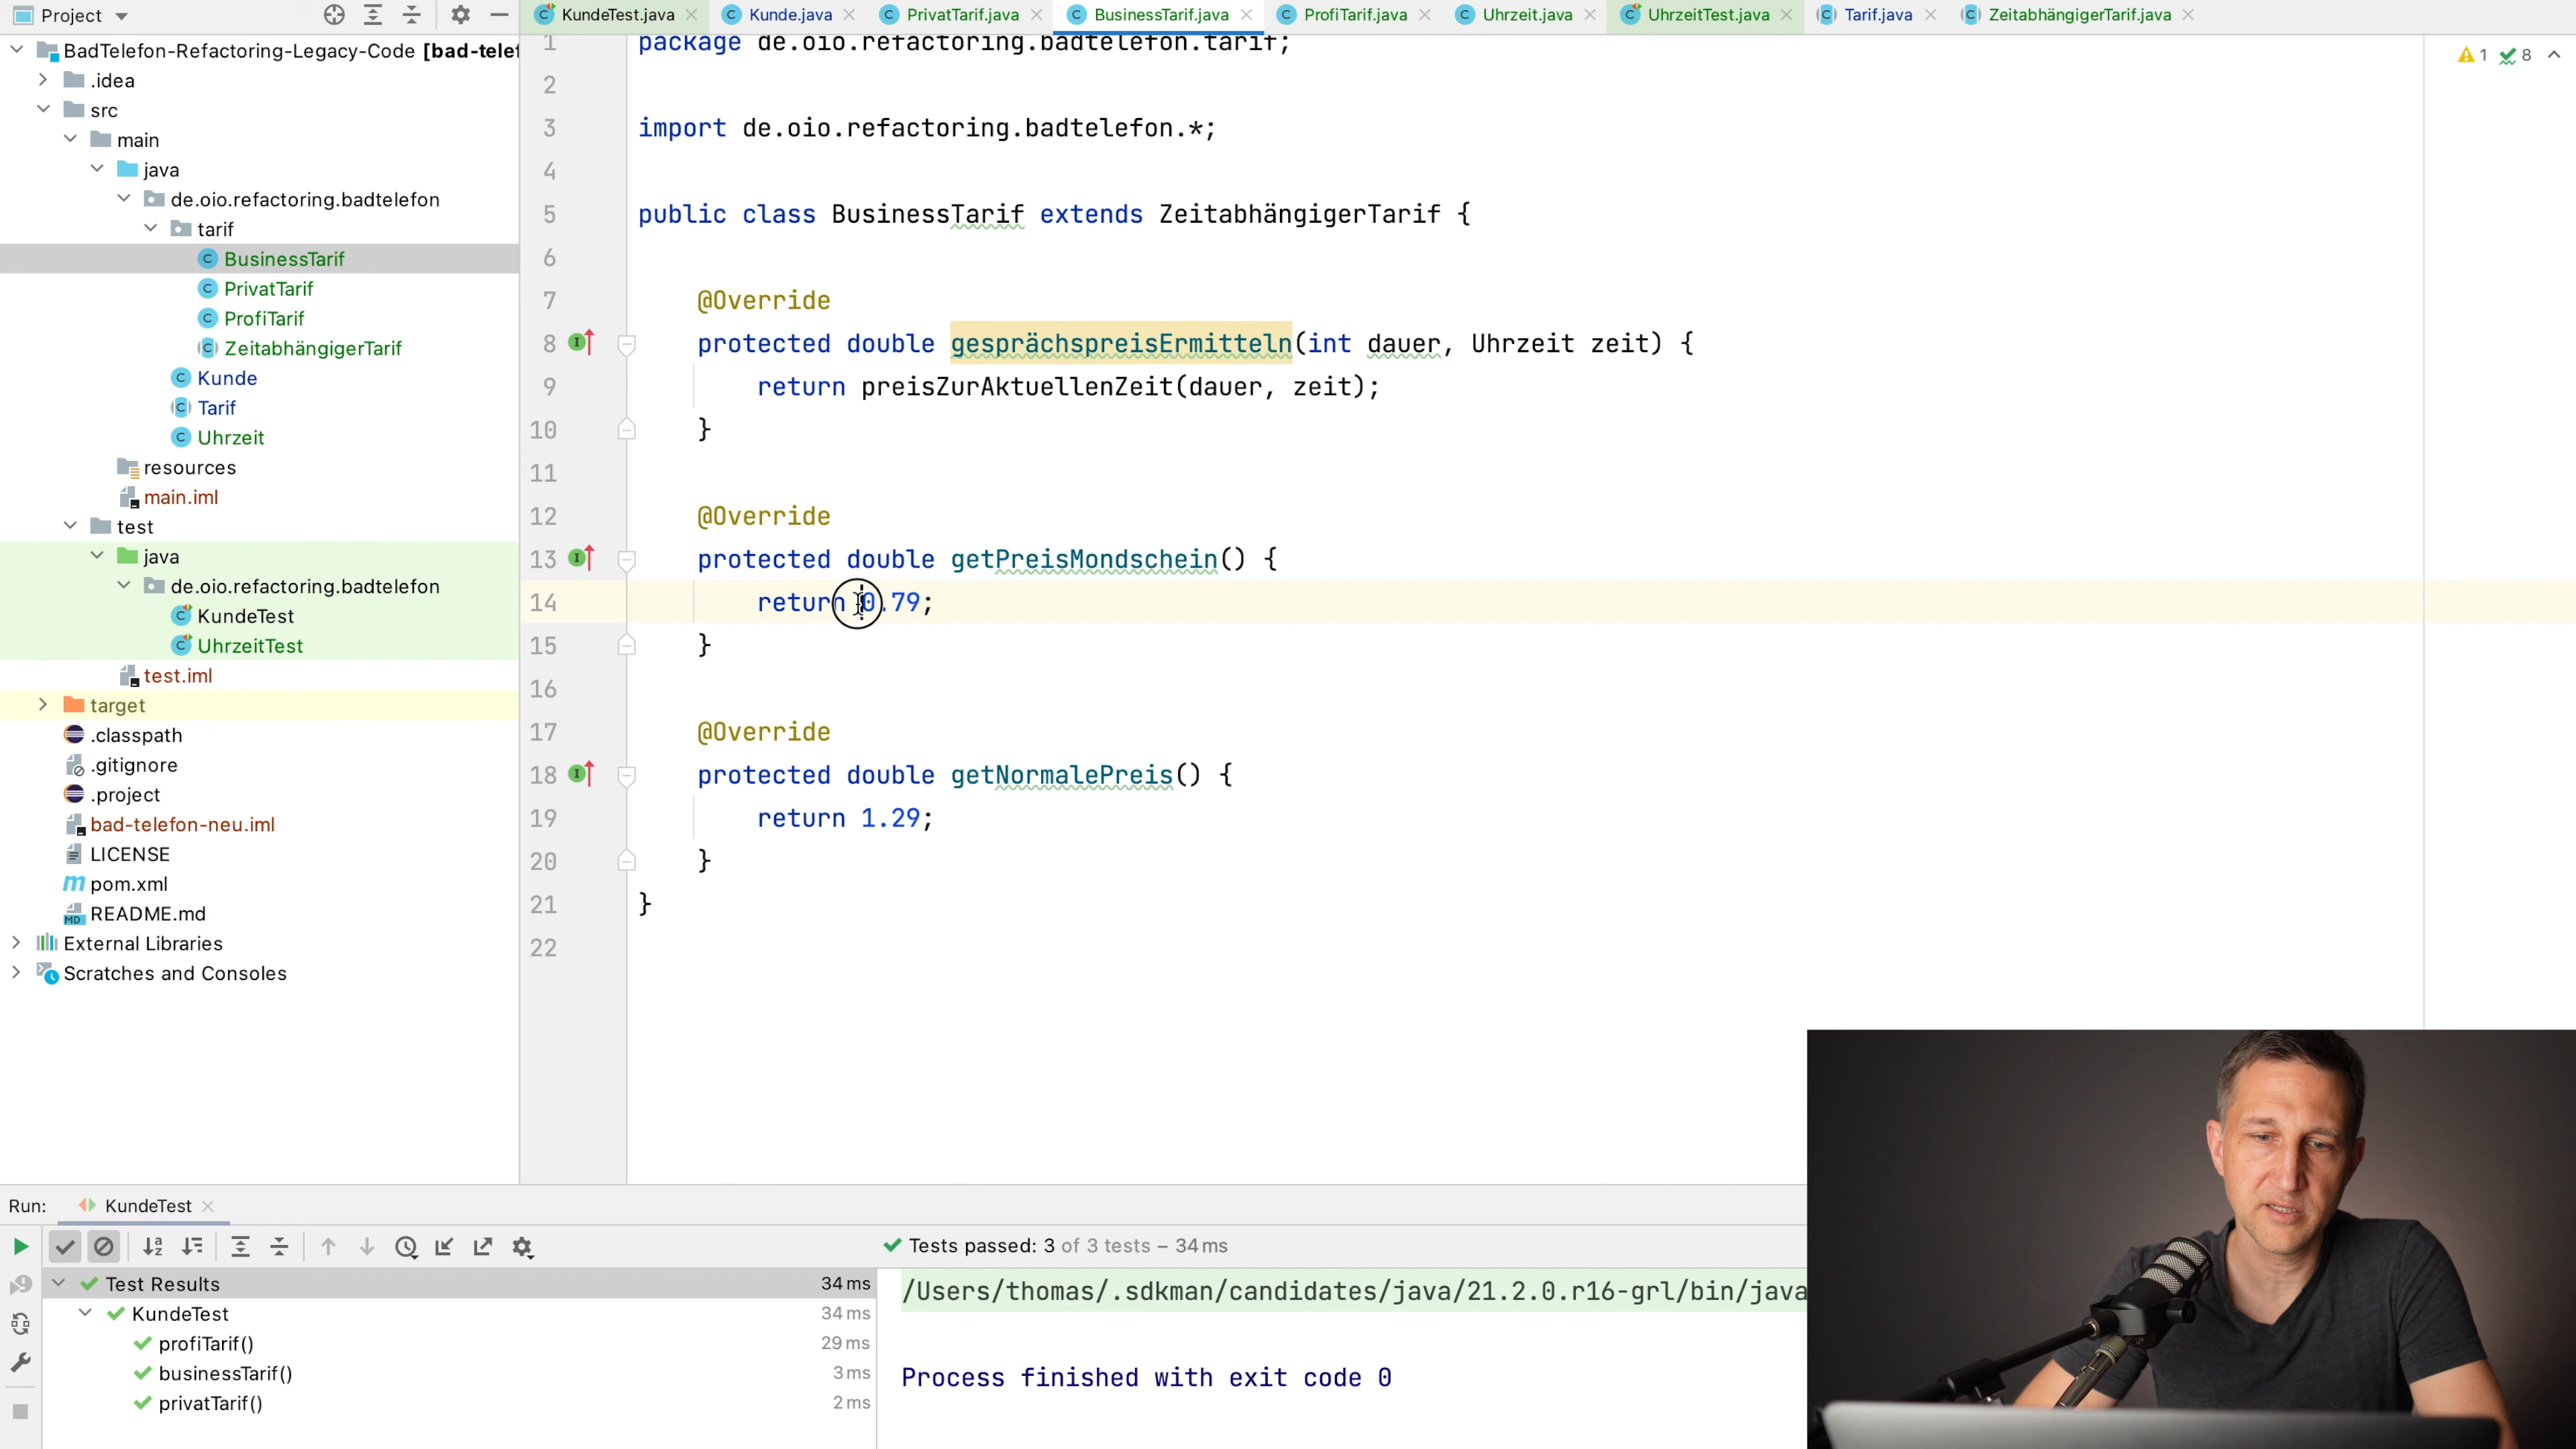 Project
KundeTest.java
Kunde.java
PrivatTarif.java
BusinessTarif.java
ProfiTarif.java
Uhrzeit.java
UhrzeitTest.java
Tarif.java
ZeitabhängigerTarif.java
BadTelefon-Refactoring-Legacy-Code [bad-telef
.idea
src
main
java
de.oio.refactoring.badtelefon
tarif
BusinessTarif
PrivatTarif
ProfiTarif
ZeitabhängigerTarif
Kunde
Tarif
Uhrzeit
resources
main.iml
test
java
de.oio.refactoring.badtelefon
KundeTest
UhrzeitTest
test.iml
target
.classpath
.gitignore
.project
bad-telefon-neu.iml
LICENSE
pom.xml
README.md
External Libraries
Scratches and Consoles
1 package de.oio.refactoring.badtelefon.tarif;
2
3 import de.oio.refactoring.badtelefon.*;
4
5 public class BusinessTarif extends ZeitabhängigerTarif {
6
7 @Override
8 protected double gesprächspreisErmitteln(int dauer, Uhrzeit zeit) {
9 return preisZurAktuellenZeit(dauer, zeit);
10 }
11
12 @Override
13 protected double getPreisMondschein() {
14 return 0.79;
15 }
16
17 @Override
18 protected double getNormalePreis() {
19 return 1.29;
20 }
21 }
22
1 8
Run: KundeTest
Tests passed: 3 of 3 tests – 34 ms
Test Results 34 ms
KundeTest 34 ms
profiTarif() 29 ms
businessTarif() 3 ms
privatTarif() 2 ms
/Users/thomas/.sdkman/candidates/java/21.2.0.r16-grl/bin/java
Process finished with exit code 0